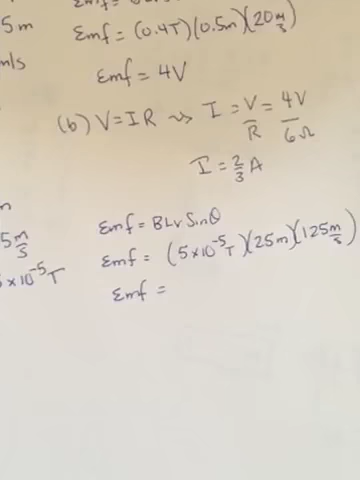 5m
Emf = (0.4T)(0.5m)(20 m/s)
m/s
Emf = 4V
(b) V = IR ⇝ I = V/R = 4V/6Ω
I = 2/3 A
m
Emf = BLv Sinθ
5 m/s
Emf = (5×10⁻⁵T)(25m)(125 m/s)
×10⁻⁵T
Emf =